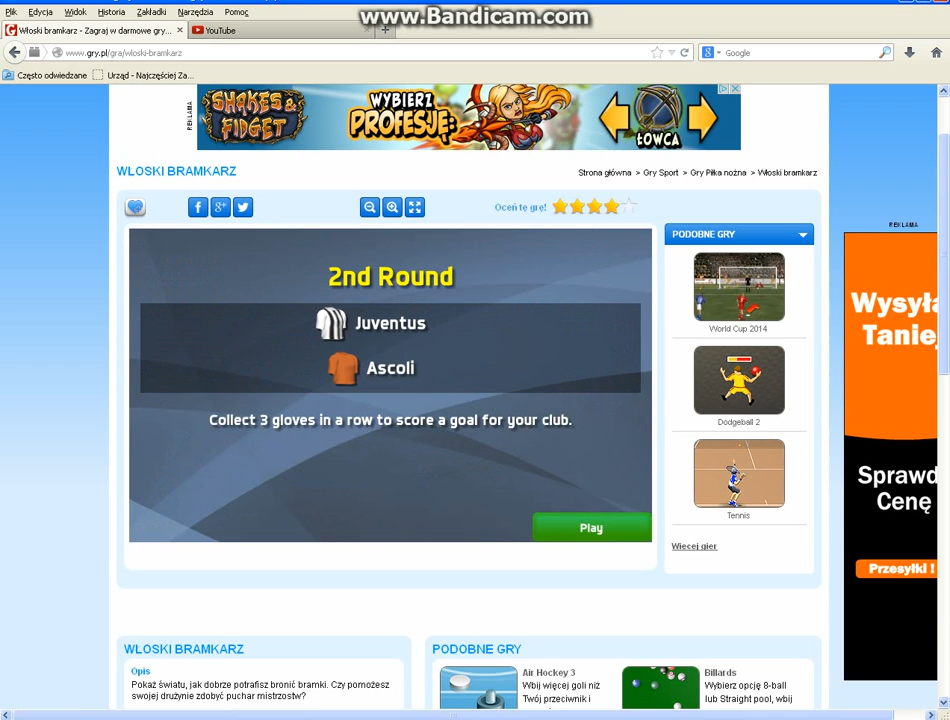 Plik Edycja Widok Historia Zakładki Narzędzia Pomoc
www.Bandicam.com
Włoski bramkarz - Zagraj w darmowe gry...
YouTube
www.gry.pl/gra/wloski-bramkarz
Google
Często odwiedzane
Urząd - Najczęściej Za...
REKLAMA
SHAKES & FIDGET
WYBIERZ PROFESJĘ:
ŁOWCA
WLOSKI BRAMKARZ
Strona główna > Gry Sport > Gry Piłka nożna > Włoski bramkarz
Oceń tę grę!
REKLAMA
PODOBNE GRY
2nd Round
Juventus
Ascoli
Collect 3 gloves in a row to score a goal for your club.
Play
World Cup 2014
Dodgeball 2
Tennis
Więcej gier
Wysyła
Taniej
Sprawd
Cenę
Przesyłki !
WLOSKI BRAMKARZ
Opis
Pokaż światu, jak dobrze potrafisz bronić bramki. Czy pomożesz
swojej drużynie zdobyć puchar mistrzostw?
PODOBNE GRY
Air Hockey 3
Wbij więcej goli niż
Twój przeciwnik i
Billards
Wybierz opcję 8-ball
lub Straight pool, wbij